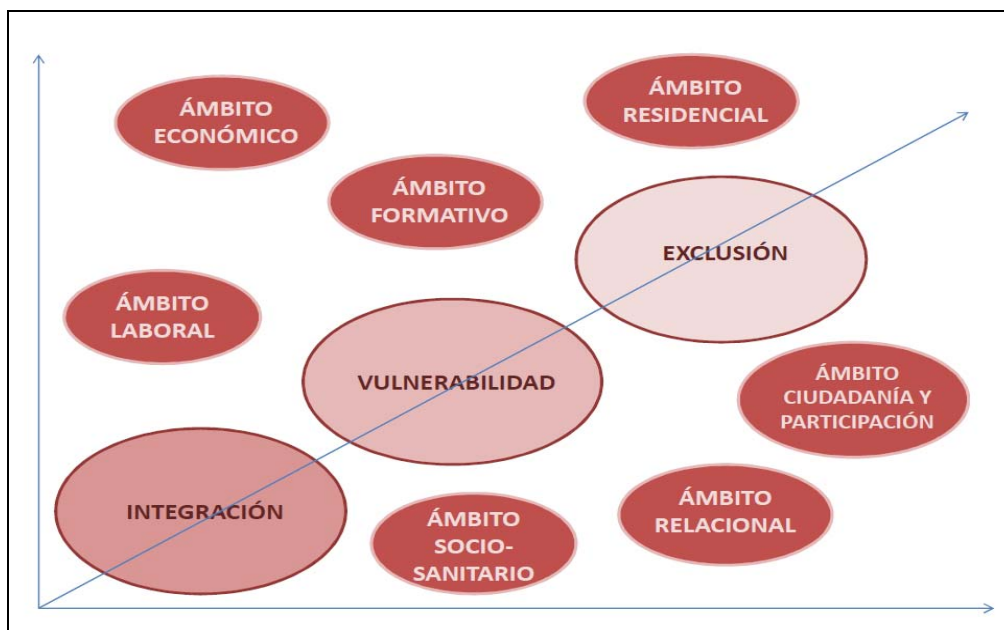 ÁMBITO
ECONÓMICO
ÁMBITO
RESIDENCIAL
ÁMBITO
FORMATIVO
EXCLUSIÓN
ÁMBITO
LABORAL
VULNERABILIDAD
ÁMBITO
CIUDADANÍA Y
PARTICIPACIÓN
INTEGRACIÓN
ÁMBITO
SOCIO-
SANITARIO
ÁMBITO
RELACIONAL